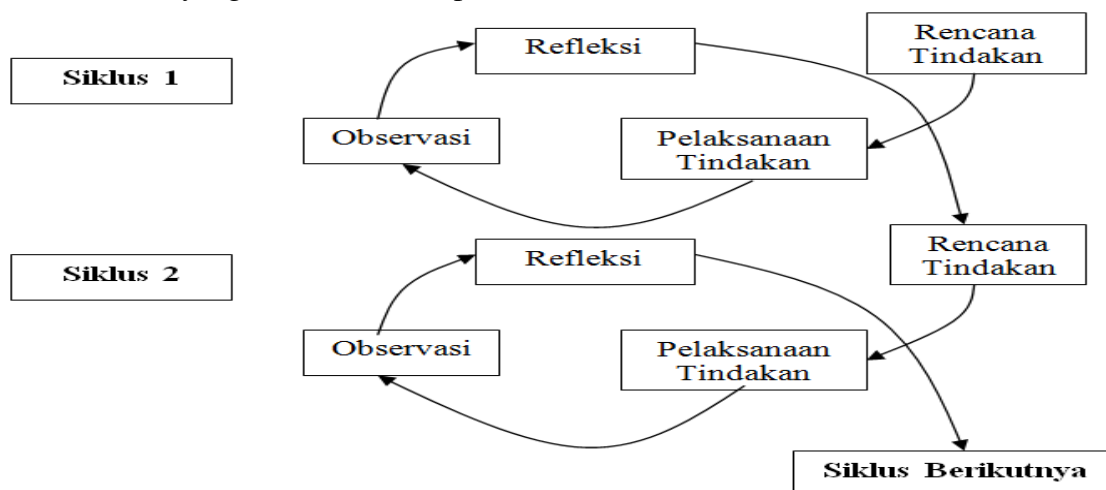 Siklus 1
Refleksi
Rencana
Tindakan
Observasi
Pelaksanaan
Tindakan
Siklus 2
Refleksi
Rencana
Tindakan
Observasi
Pelaksanaan
Tindakan
Siklus Berikutnya